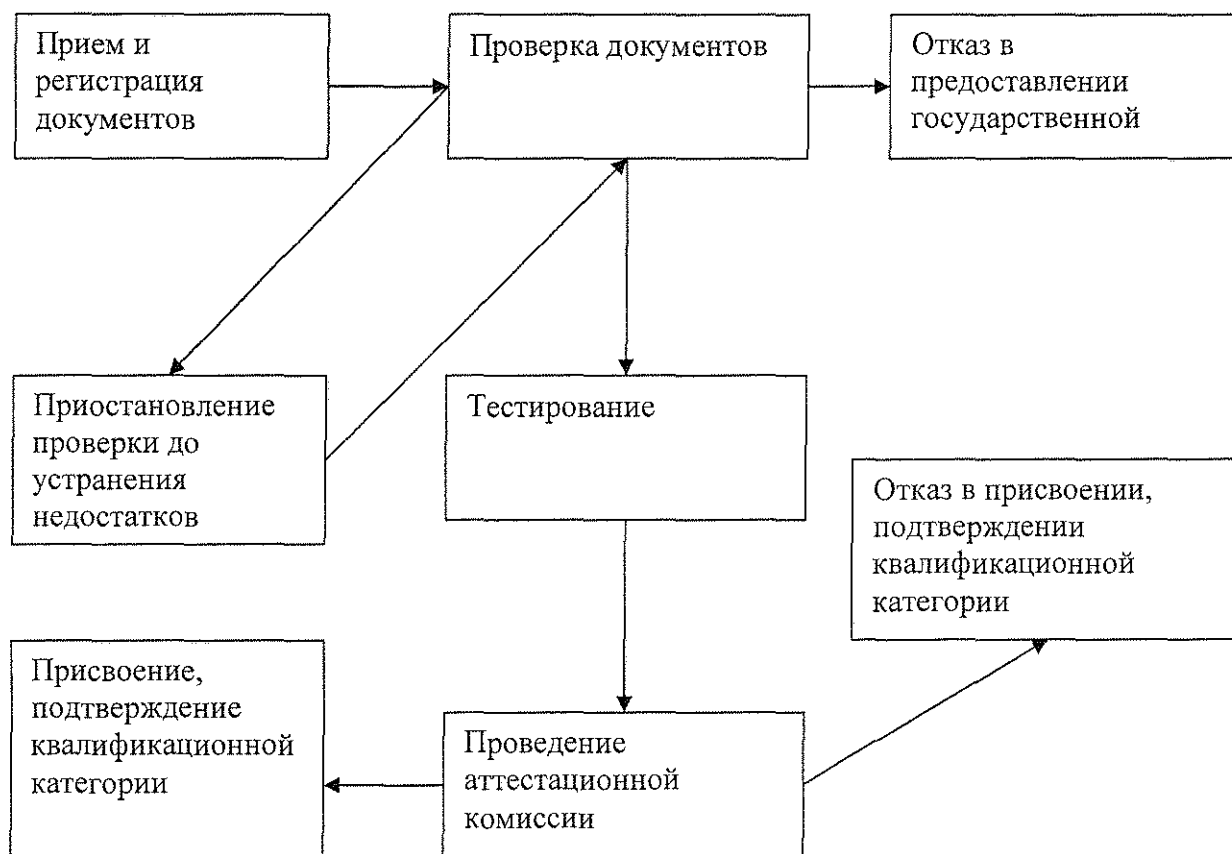 Прием и
регистрация
документов
Проверка документов
Отказ в
предоставлении
государственной
Приостановление
проверки до
устранения
недостатков
Тестирование
Отказ в присвоении,
подтверждении
квалификационной
категории
Присвоение,
подтверждение
квалификационной
категории
Проведение
аттестационной
комиссии